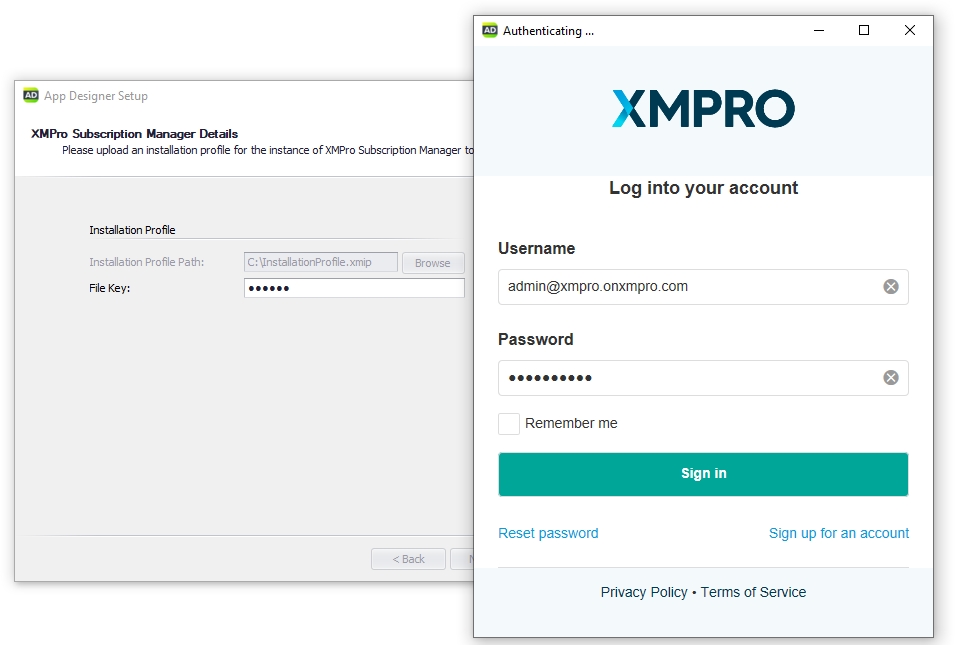 AD App Designer Setup
XMPro Subscription Manager Details
Please upload an installation profile for the instance of XMPro Subscription Manager to
Installation Profile
Installation Profile Path: C:\InstallationProfile.xmip Browse
File Key: ●●●●●●
< Back
AD Authenticating ...
XMPRO
Log into your account
Username
admin@xmpro.onxmpro.com
Password
●●●●●●●●●●
Remember me
Sign in
Reset password Sign up for an account
Privacy Policy • Terms of Service